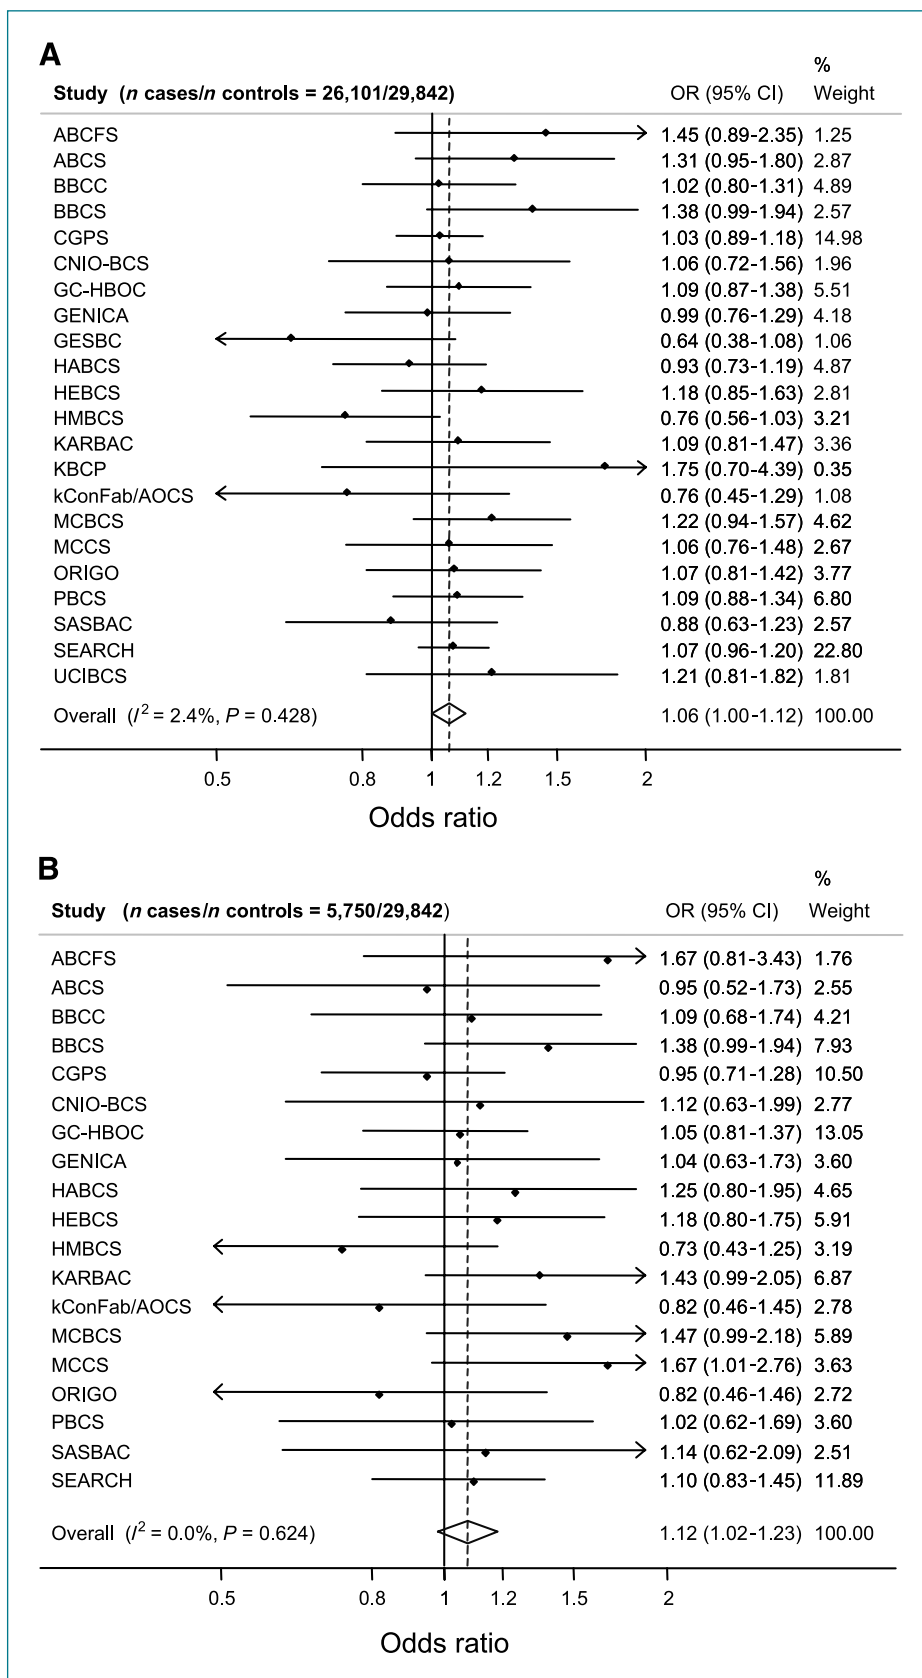 A
%
Study (n cases/n controls = 26,101/29,842) OR (95% CI) Weight
ABCFS 1.45 (0.89-2.35) 1.25
ABCS 1.31 (0.95-1.80) 2.87
BBCC 1.02 (0.80-1.31) 4.89
BBCS 1.38 (0.99-1.94) 2.57
CGPS 1.03 (0.89-1.18) 14.98
CNIO-BCS 1.06 (0.72-1.56) 1.96
GC-HBOC 1.09 (0.87-1.38) 5.51
GENICA 0.99 (0.76-1.29) 4.18
GESBC 0.64 (0.38-1.08) 1.06
HABCS 0.93 (0.73-1.19) 4.87
HEBCS 1.18 (0.85-1.63) 2.81
HMBCS 0.76 (0.56-1.03) 3.21
KARBAC 1.09 (0.81-1.47) 3.36
KBCP 1.75 (0.70-4.39) 0.35
kConFab/AOCS 0.76 (0.45-1.29) 1.08
MCBCS 1.22 (0.94-1.57) 4.62
MCCS 1.06 (0.76-1.48) 2.67
ORIGO 1.07 (0.81-1.42) 3.77
PBCS 1.09 (0.88-1.34) 6.80
SASBAC 0.88 (0.63-1.23) 2.57
SEARCH 1.07 (0.96-1.20) 22.80
UCIBCS 1.21 (0.81-1.82) 1.81
Overall (I² = 2.4%, P = 0.428) 1.06 (1.00-1.12) 100.00
0.5 0.8 1 1.2 1.5 2
Odds ratio
B
%
Study (n cases/n controls = 5,750/29,842) OR (95% CI) Weight
ABCFS 1.67 (0.81-3.43) 1.76
ABCS 0.95 (0.52-1.73) 2.55
BBCC 1.09 (0.68-1.74) 4.21
BBCS 1.38 (0.99-1.94) 7.93
CGPS 0.95 (0.71-1.28) 10.50
CNIO-BCS 1.12 (0.63-1.99) 2.77
GC-HBOC 1.05 (0.81-1.37) 13.05
GENICA 1.04 (0.63-1.73) 3.60
HABCS 1.25 (0.80-1.95) 4.65
HEBCS 1.18 (0.80-1.75) 5.91
HMBCS 0.73 (0.43-1.25) 3.19
KARBAC 1.43 (0.99-2.05) 6.87
kConFab/AOCS 0.82 (0.46-1.45) 2.78
MCBCS 1.47 (0.99-2.18) 5.89
MCCS 1.67 (1.01-2.76) 3.63
ORIGO 0.82 (0.46-1.46) 2.72
PBCS 1.02 (0.62-1.69) 3.60
SASBAC 1.14 (0.62-2.09) 2.51
SEARCH 1.10 (0.83-1.45) 11.89
Overall (I² = 0.0%, P = 0.624) 1.12 (1.02-1.23) 100.00
0.5 0.8 1 1.2 1.5 2
Odds ratio